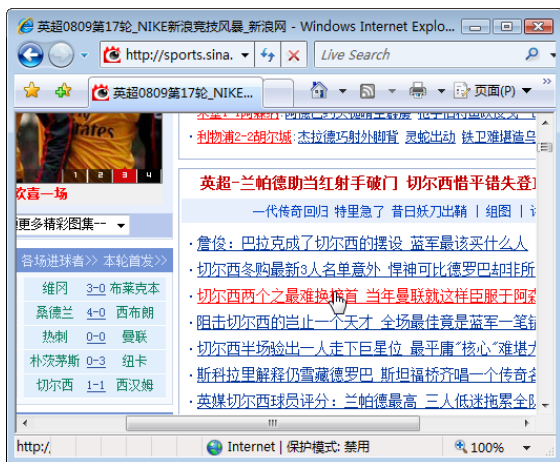 英超0809第17轮_NIKE新浪竞技风暴_新浪网 - Windows Internet Explo...
http://sports.sina.
Live Search
英超0809第17轮_NIKE...
页面(P)
»
rates
1 2 3 4
欢喜一场
更多精彩图集--
各场进球者>> 本轮首发>>
维冈 3-0 布莱克本
桑德兰 4-0 西布朗
热刺 0-0 曼联
朴茨茅斯 0-3 纽卡
切尔西 1-1 西汉姆
·利物浦2-2胡尔城:杰拉德巧射外脚背 灵蛇出动 铁卫难堪造乌
英超-兰帕德助当红射手破门 切尔西惜平错失登
一代传奇回归 特里急了 昔日妖刀出鞘 | 组图 |
·詹俊:巴拉克成了切尔西的摆设 蓝军最该买什么人
·切尔西冬购最新3人名单意外 悍神可比德罗巴却非所
·切尔西两个之最难换榜首 当年曼联就这样臣服于阿森
·阻击切尔西的岂止一个天才 全场最佳竟是蓝军一笔
·切尔西半场验出一人走下巨星位 最平庸"核心"难堪
·斯科拉里解释仍雪藏德罗巴 斯坦福桥齐唱一个传奇
·英媒切尔西球员评分:兰帕德最高 三人低迷拖累全队
http:/
Internet | 保护模式: 禁用
100%